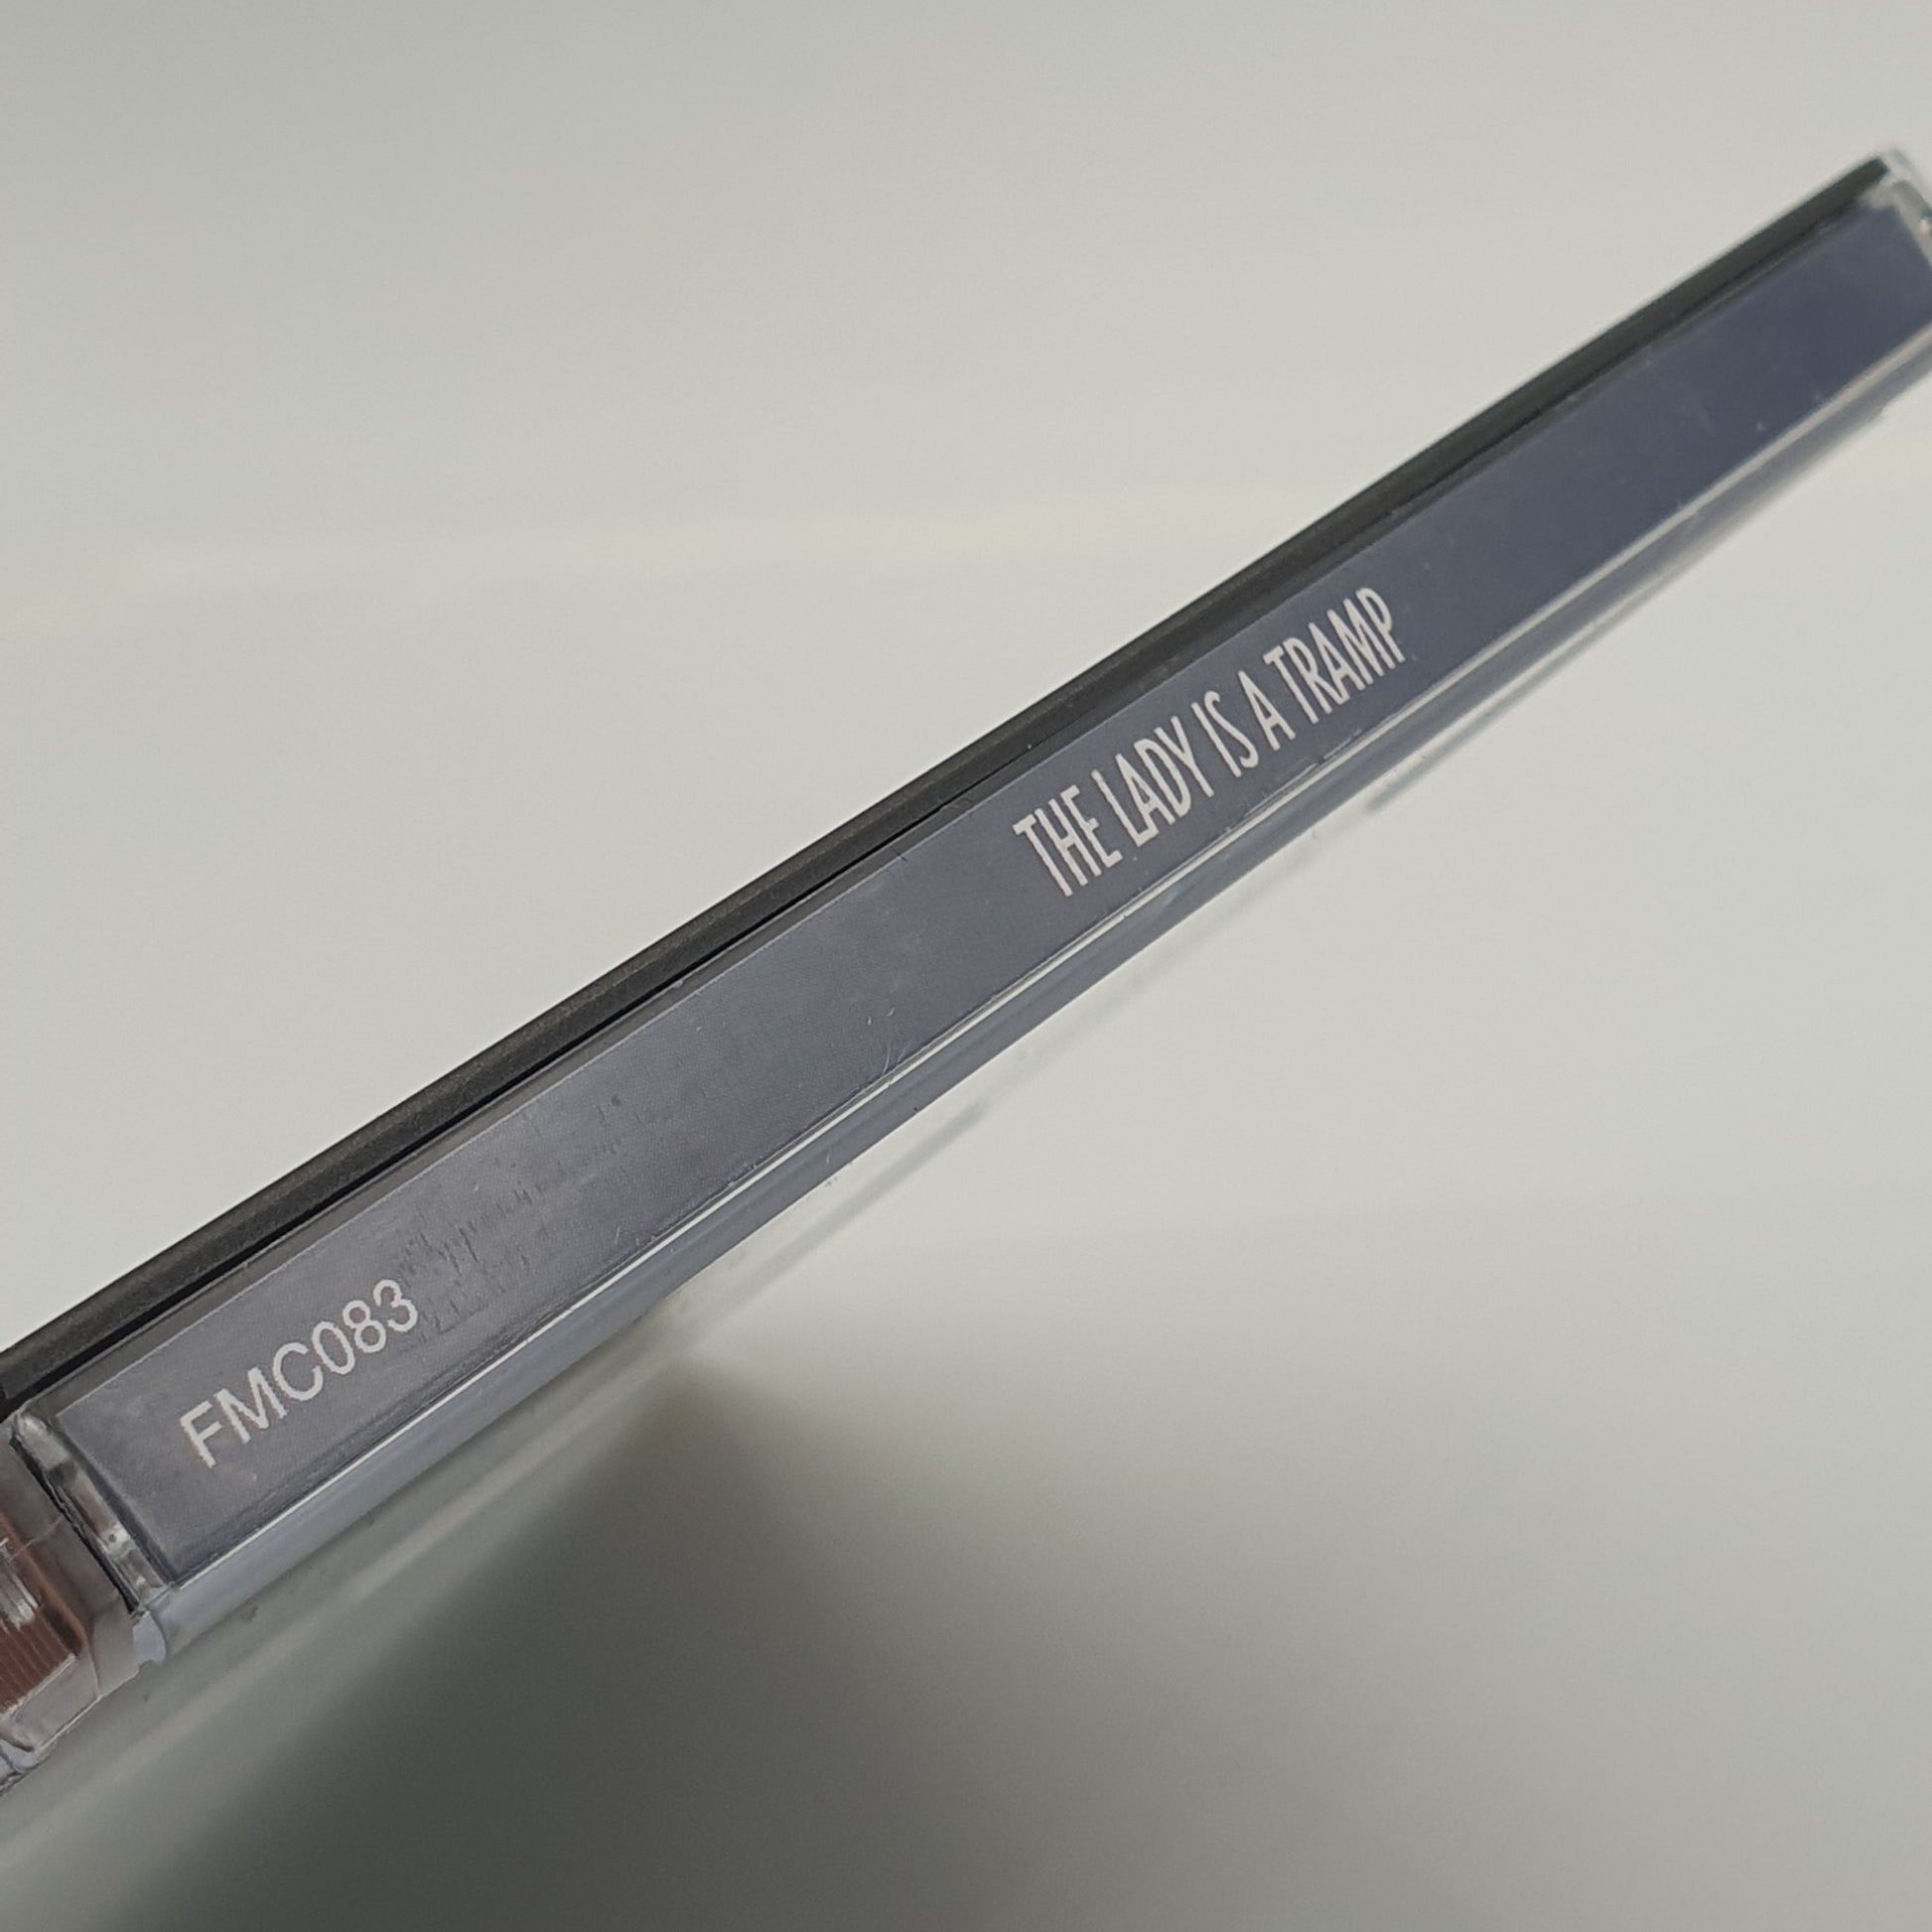 FMC083
THE LADY IS A TRAMP